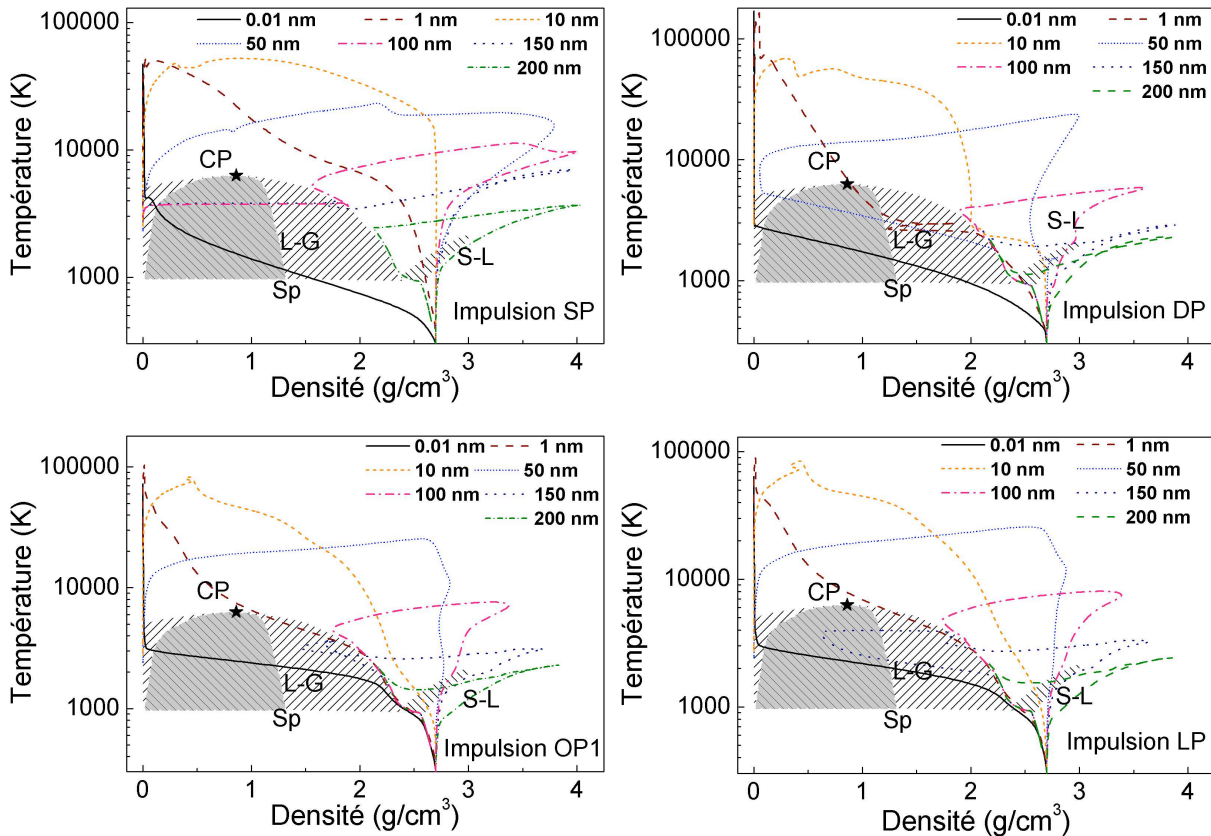 0.01 nm 1 nm 10 nm
50 nm 100 nm 150 nm
200 nm
100000
10000
1000
Température (K)
CP
L-G
S-L
Sp
Impulsion SP
0 1 2 3 4
Densité (g/cm³)
0.01 nm 1 nm
10 nm 50 nm
100 nm 150 nm
200 nm
100000
10000
1000
Température (K)
CP
S-L
L-G
Sp
Impulsion DP
0 1 2 3 4
Densité (g/cm³)
0.01 nm 1 nm
10 nm 50 nm
100 nm 150 nm
200 nm
100000
10000
1000
Température (K)
CP
L-G
S-L
Sp
Impulsion OP1
0 1 2 3 4
Densité (g/cm³)
0.01 nm 1 nm
10 nm 50 nm
100 nm 150 nm
200 nm
100000
10000
1000
Température (K)
CP
L-G
S-L
Sp
Impulsion LP
0 1 2 3 4
Densité (g/cm³)